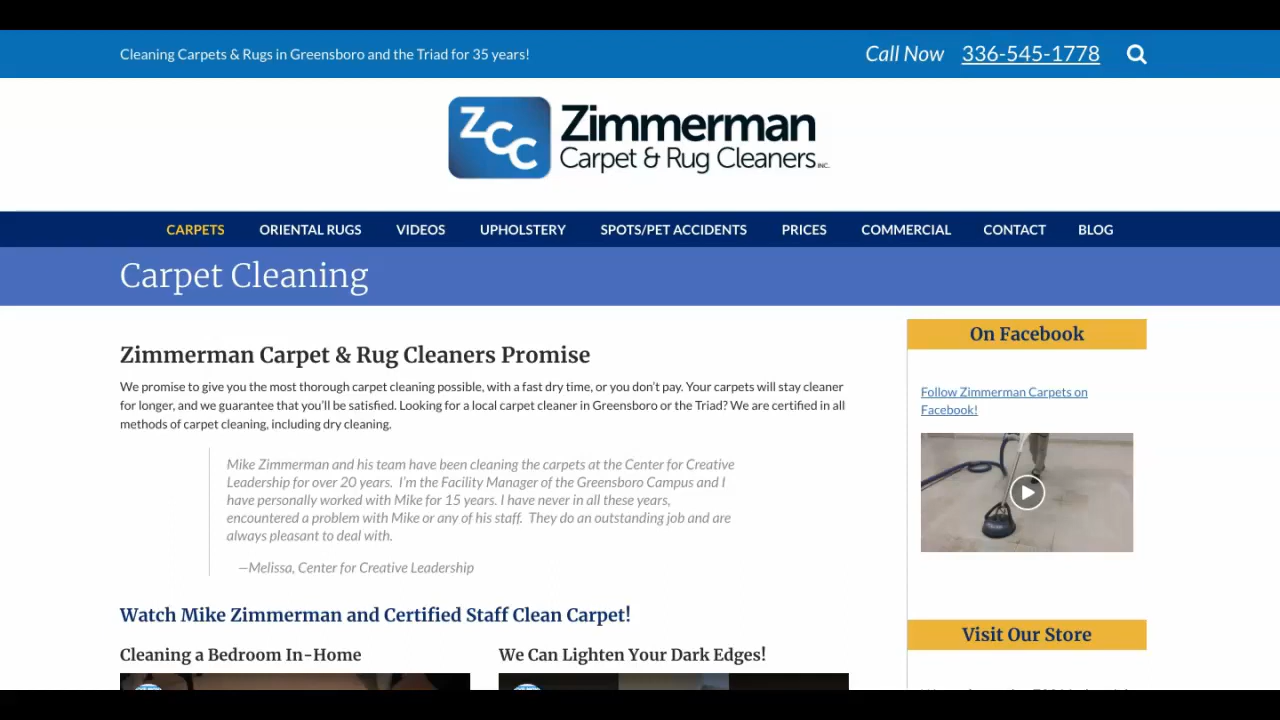 Cleaning Carpets & Rugs in Greensboro and the Triad for 35 years!
Call Now 336-545-1778
ZCC
Zimmerman
Carpet & Rug Cleaners INC.
CARPETS ORIENTAL RUGS VIDEOS UPHOLSTERY SPOTS/PET ACCIDENTS PRICES COMMERCIAL CONTACT BLOG
Carpet Cleaning
Zimmerman Carpet & Rug Cleaners Promise
We promise to give you the most thorough carpet cleaning possible, with a fast dry time, or you don't pay. Your carpets will stay cleaner
for longer, and we guarantee that you'll be satisfied. Looking for a local carpet cleaner in Greensboro or the Triad? We are certified in all
methods of carpet cleaning, including dry cleaning.
Mike Zimmerman and his team have been cleaning the carpets at the Center for Creative
Leadership for over 20 years. I'm the Facility Manager of the Greensboro Campus and I
have personally worked with Mike for 15 years. I have never in all these years,
encountered a problem with Mike or any of his staff. They do an outstanding job and are
always pleasant to deal with.
—Melissa, Center for Creative Leadership
Watch Mike Zimmerman and Certified Staff Clean Carpet!
Cleaning a Bedroom In-Home
We Can Lighten Your Dark Edges!
On Facebook
Follow Zimmerman Carpets on
Facebook!
Visit Our Store